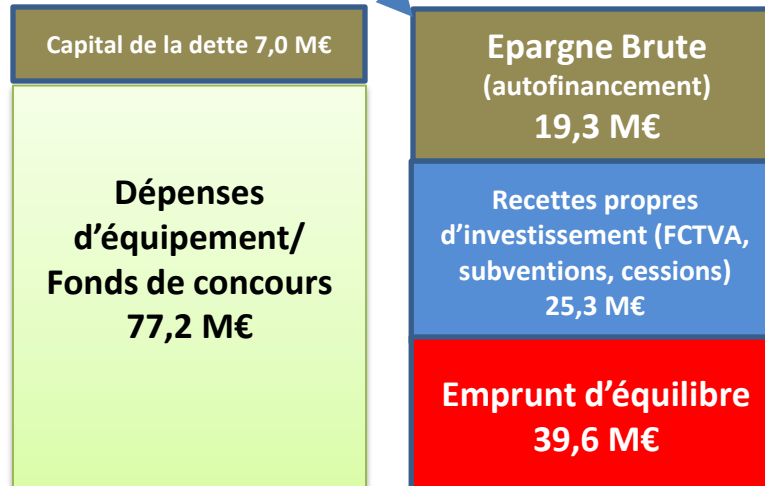 Capital de la dette 7,0 M€
Dépenses
d’équipement/
Fonds de concours
77,2 M€
Epargne Brute
(autofinancement)
19,3 M€
Recettes propres
d’investissement (FCTVA,
subventions, cessions)
25,3 M€
Emprunt d’équilibre
39,6 M€